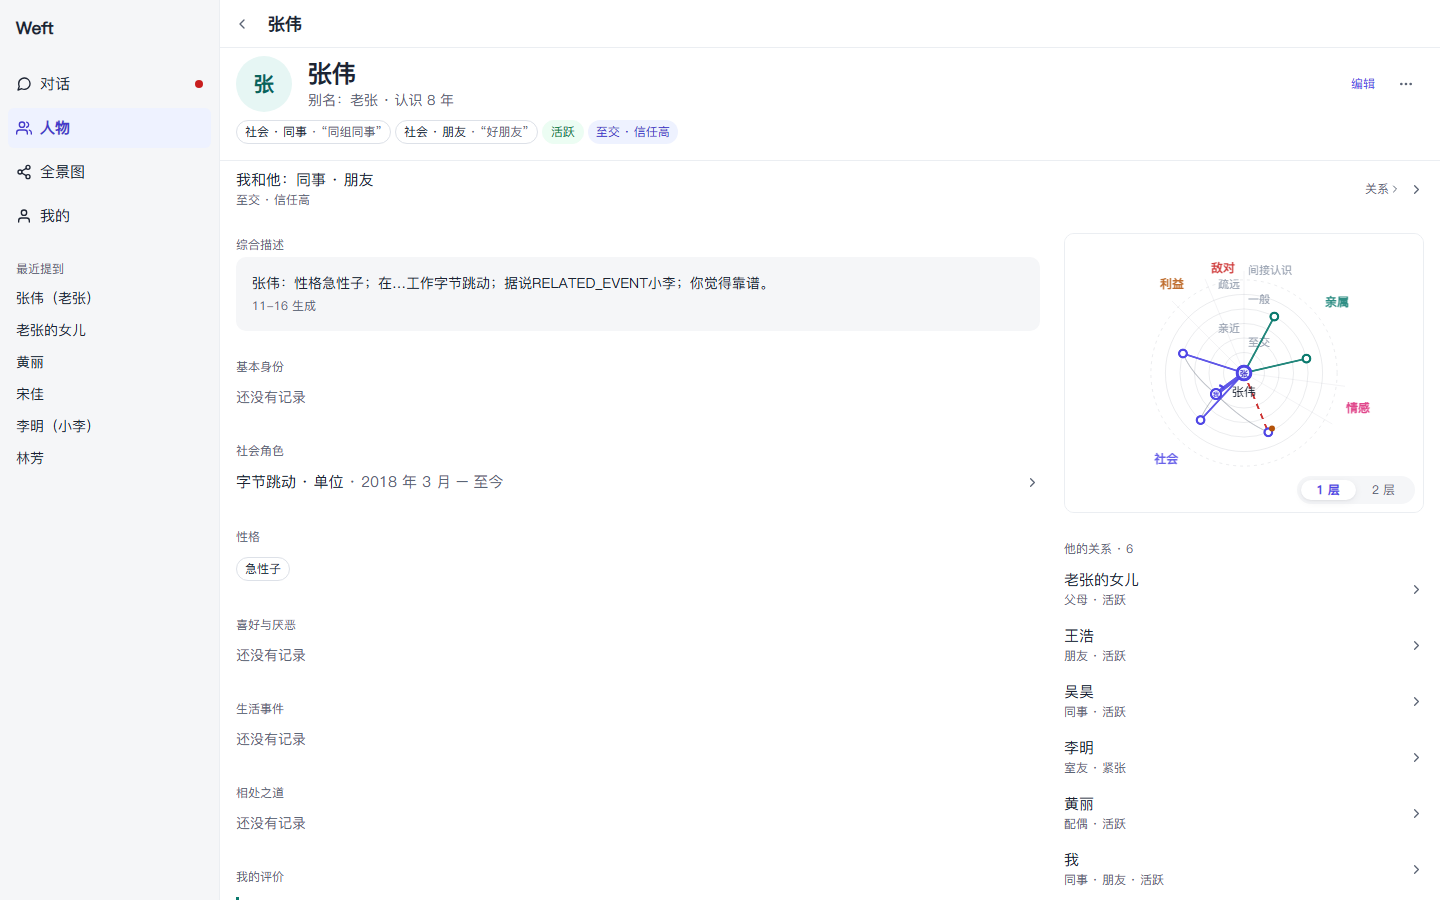 Weft
对话
人物
全景图
我的
最近提到
张伟（老张）
老张的女儿
黄丽
宋佳
李明（小李）
林芳
张伟
张
张伟
别名：老张 · 认识 8 年
编辑
社会 · 同事 · “同组同事”
社会 · 朋友 · “好朋友”
活跃
至交 · 信任高
我和他：同事 · 朋友
至交 · 信任高
关系
综合描述
张伟：性格急性子；在...工作字节跳动；据说RELATED_EVENT小李；你觉得靠谱。
11-16 生成
基本身份
还没有记录
社会角色
字节跳动 · 单位 · 2018 年 3 月 — 至今
性格
急性子
喜好与厌恶
还没有记录
生活事件
还没有记录
相处之道
还没有记录
我的评价
敌对
间接认识
利益
疏远
一般
亲属
亲近
至交
张
张伟
情感
社会
1 层
2 层
他的关系 · 6
老张的女儿
父母 · 活跃
王浩
朋友 · 活跃
吴昊
同事 · 活跃
李明
室友 · 紧张
黄丽
配偶 · 活跃
我
同事 · 朋友 · 活跃